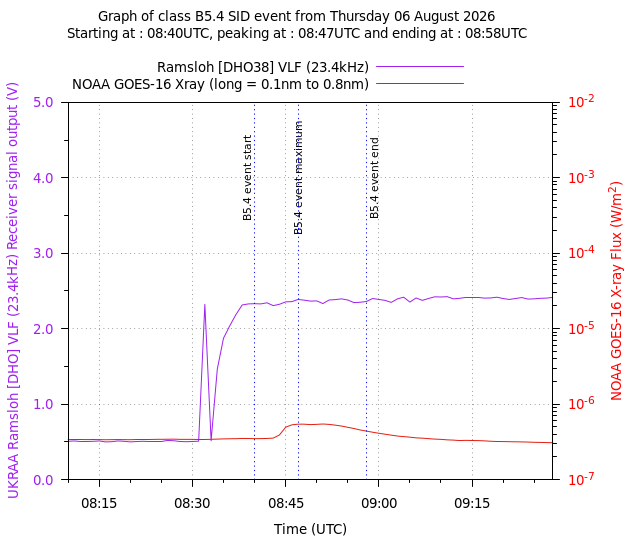 Graph of class B5.4 SID event from Thursday 06 August 2026
Starting at : 08:40UTC, peaking at : 08:47UTC and ending at : 08:58UTC
Ramsloh [DHO38] VLF (23.4kHz)
NOAA GOES-16 Xray (long = 0.1nm to 0.8nm)
UKRAA Ramsloh [DHO] VLF (23.4kHz) Receiver signal output (V)
5.0
4.0
3.0
2.0
1.0
0.0
B5.4 event start
B5.4 event maximum
B5.4 event end
10⁻²
10⁻³
10⁻⁴
10⁻⁵
10⁻⁶
10⁻⁷
NOAA GOES-16 X-ray Flux (W/m²)
08:15 08:30 08:45 09:00 09:15
Time (UTC)